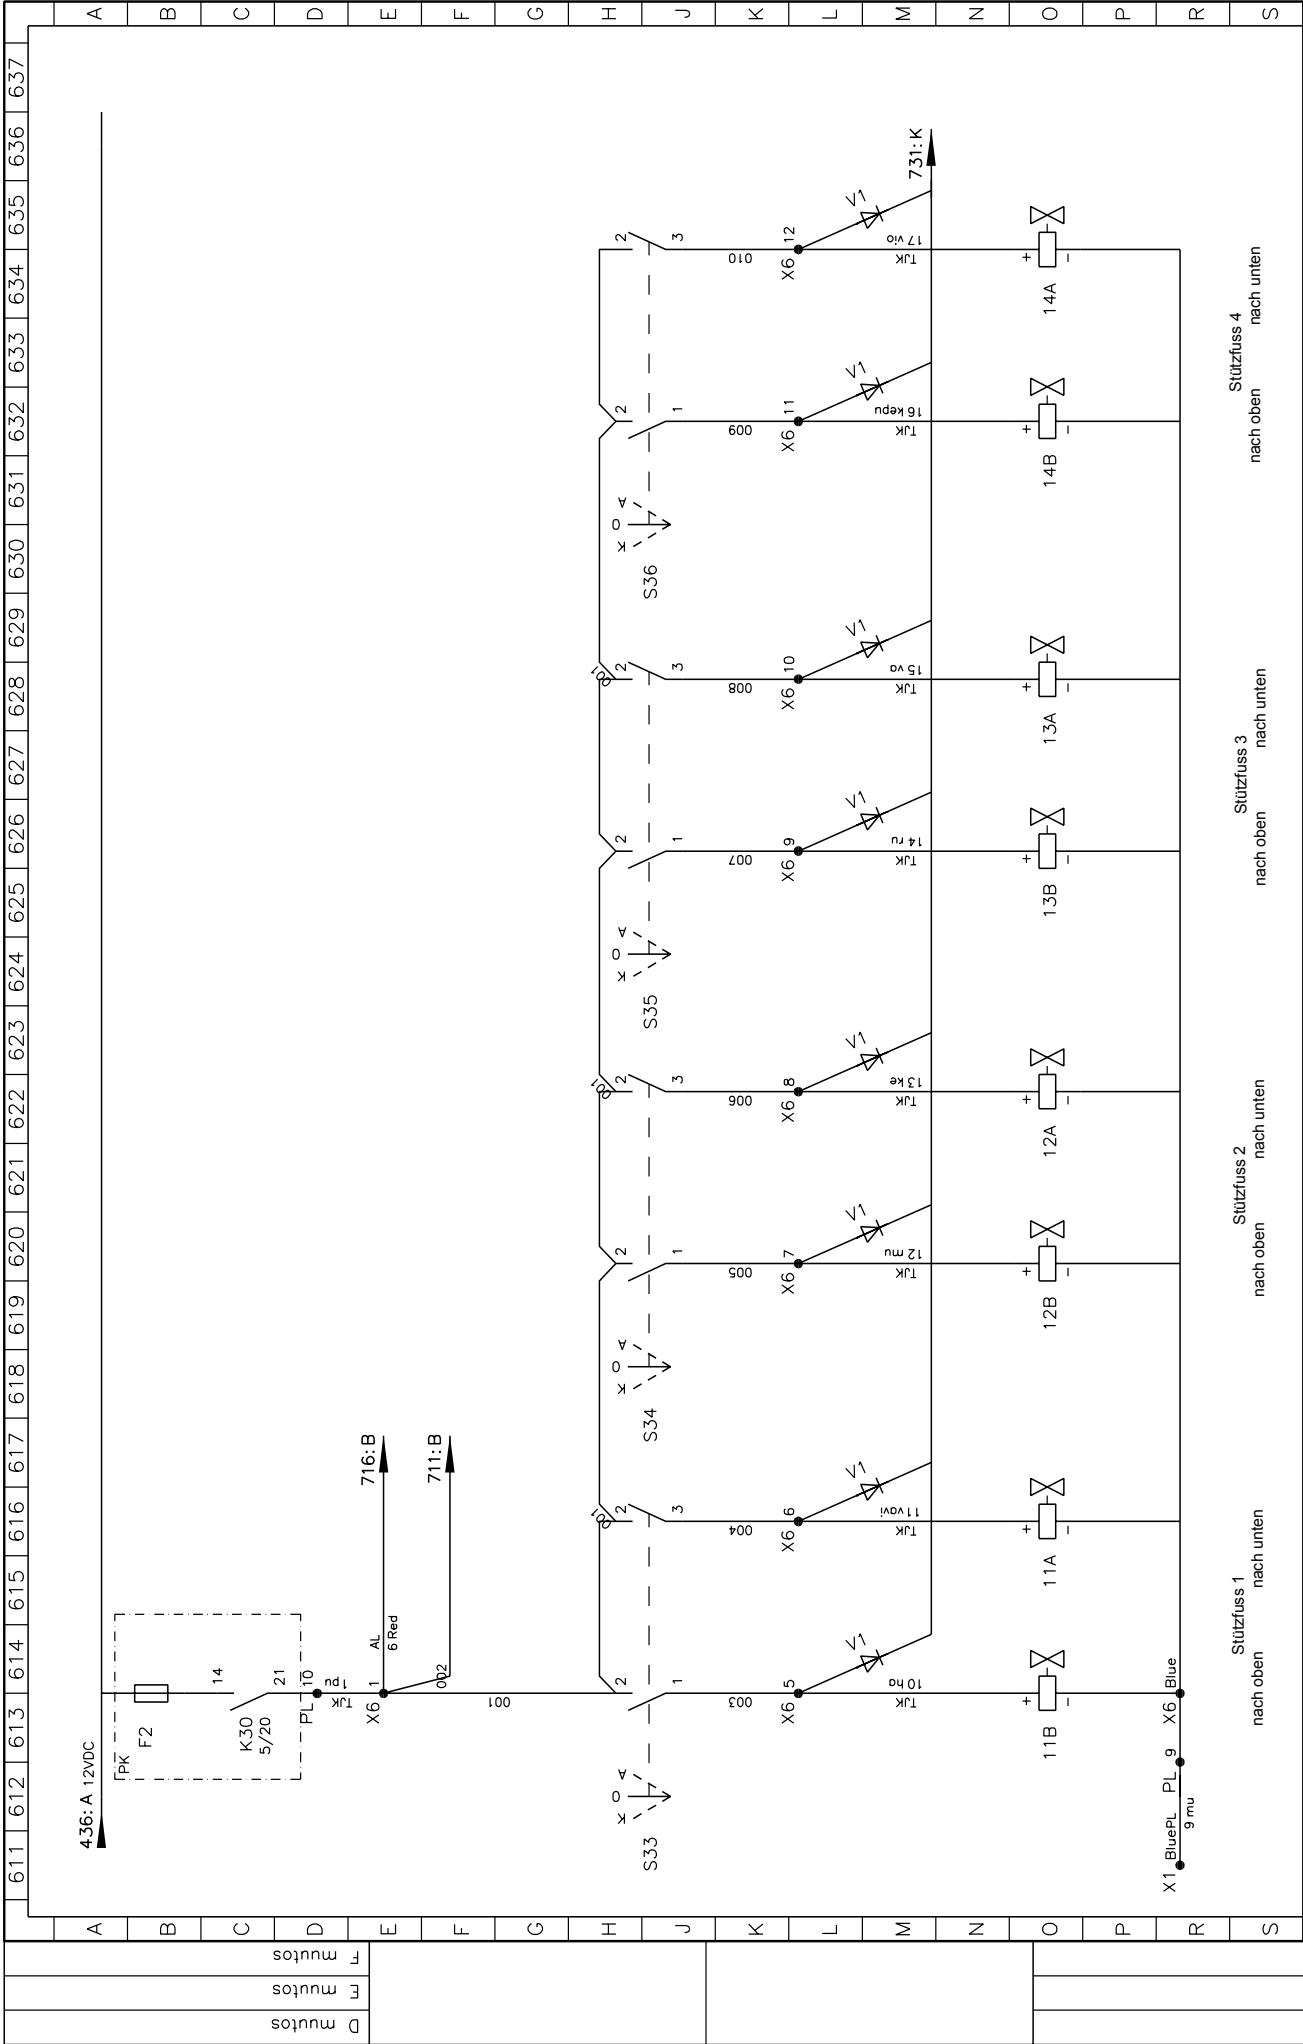 A B C D E F G H J K L M N O P R S
637
636
635
634
633
632
631
630
629
628
627
626
625
624
623
622
621
620
619
618
617
616
615
614
613
612
611
A B C D E F G H J K L M N O P R S
436: A 12VDC
PK
F2
K30
5/20
14
21
PL 10
TJK
1pu
X6 1
AL
6 Red
716: B
002
711: B
001
S33
K O A
2
1
003
X6 5
V1
TJK
10 ha
11B
+
-
2
001
3
004
X6 6
V1
TJK
11 vavi
11A
+
-
Stützfuss 1
nach oben
nach unten
S34
K O A
2
1
005
X6 7
V1
TJK
12 mu
12B
+
-
2
001
3
006
X6 8
V1
TJK
13 ke
12A
+
-
Stützfuss 2
nach oben
nach unten
S35
K O A
2
1
007
X6 9
V1
TJK
14 ru
13B
+
-
2
001
3
008
X6 10
V1
TJK
15 va
13A
+
-
Stützfuss 3
nach oben
nach unten
S36
K O A
2
1
009
X6 11
V1
TJK
16 kepu
14B
+
-
2
3
010
X6 12
V1
TJK
17 vio
14A
+
-
Stützfuss 4
nach oben
nach unten
731: K
X1 BluePL
PL 9
9 mu
X6 Blue
F muutos
E muutos
D muutos